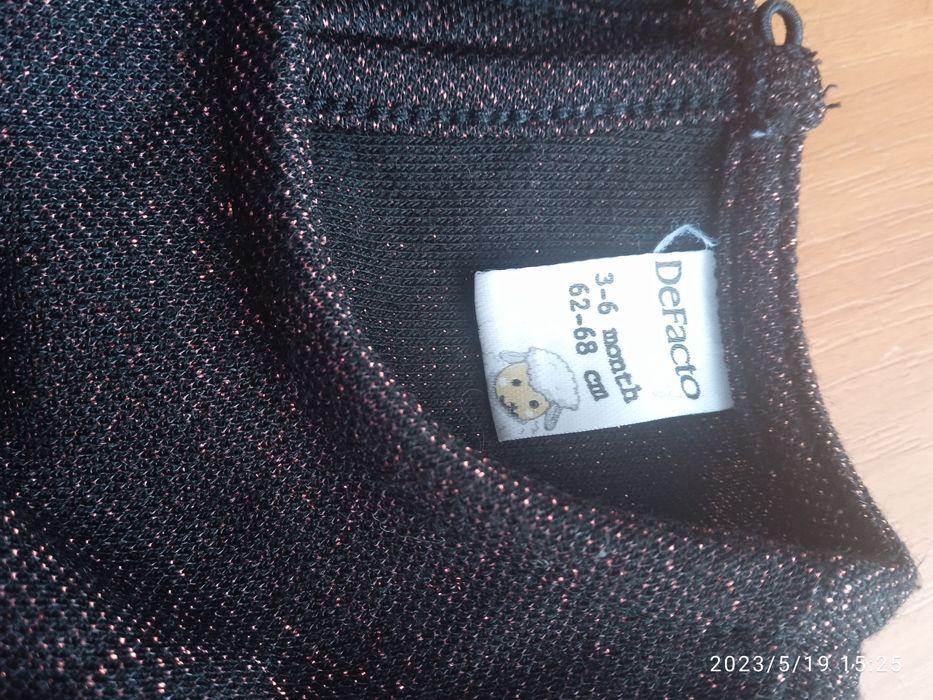 DeFacto
3-6 month
62-68 cm
2023/5/19 15:25